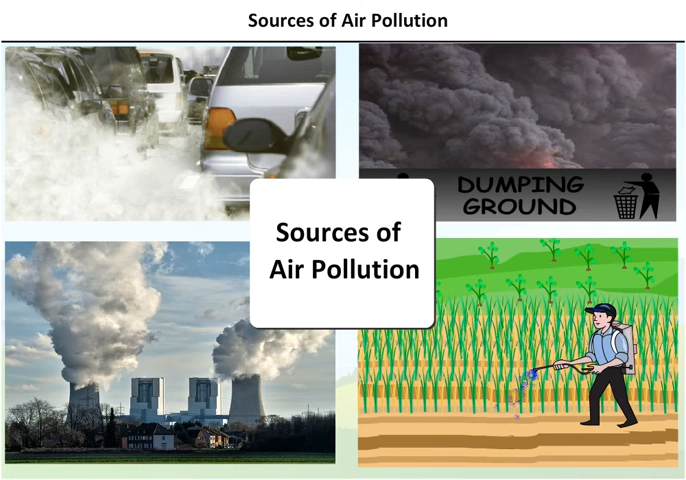 Sources of Air Pollution
DUMPING
GROUND
Sources of
Air Pollution